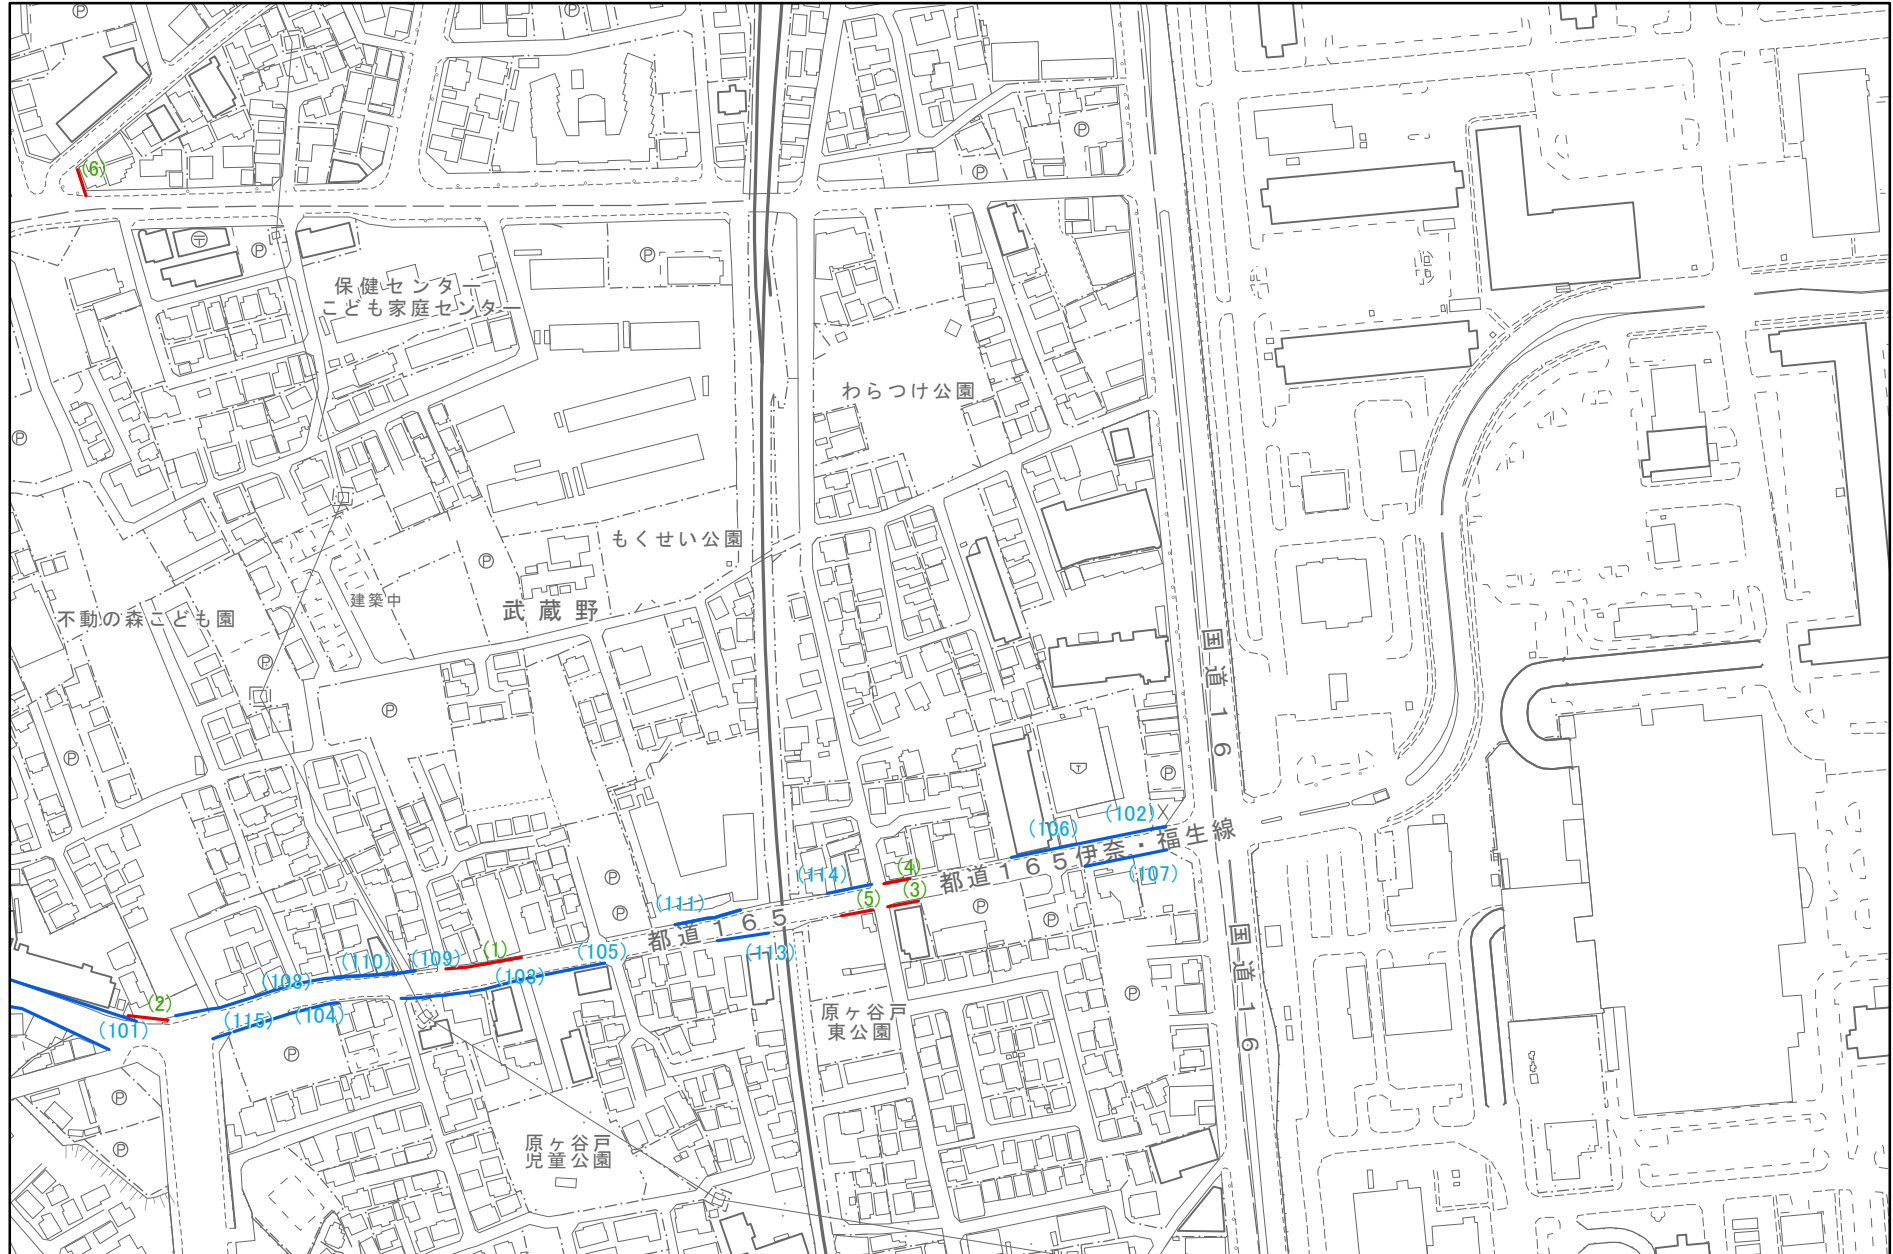 Ⓟ
Ⓟ
Ⓟ
(6)
Ⓟ
〒
Ⓟ
Ⓟ
保健センター
こども家庭センター
わらつけ公園
Ⓟ
もくせい公園
Ⓟ
建築中
武蔵野
不動の森こども園
国道16
Ⓟ
Ⓟ
Ⓟ
Ⓟ
(102)
(106)
都道165伊奈・福生線
(107)
(4)
(114)
(3)
(5)
Ⓟ
Ⓟ
Ⓟ
(111)
Ⓟ
都道165
(113)
国道16
(1)
(105)
(109)
(110)
(108)
(103)
Ⓟ
(2)
(104)
(101)
(115)
原ヶ谷戸
東公園
Ⓟ
Ⓟ
Ⓟ
原ヶ谷戸
児童公園